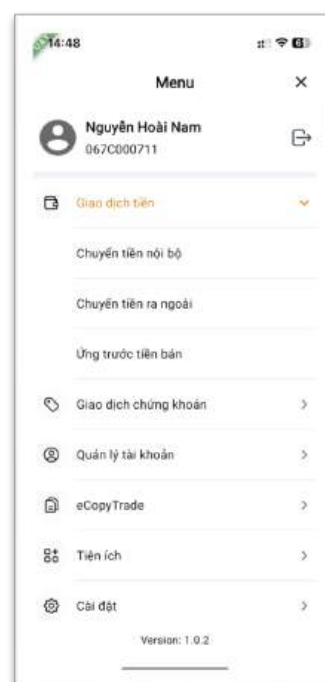 14:48
Menu
Nguyễn Hoài Nam
067C000711
Giao dịch tiền
Chuyển tiền nội bộ
Chuyển tiền ra ngoài
Ứng trước tiền bán
Giao dịch chứng khoán
Quản lý tài khoản
eCopyTrade
Tiện ích
Cài đặt
Version: 1.0.2